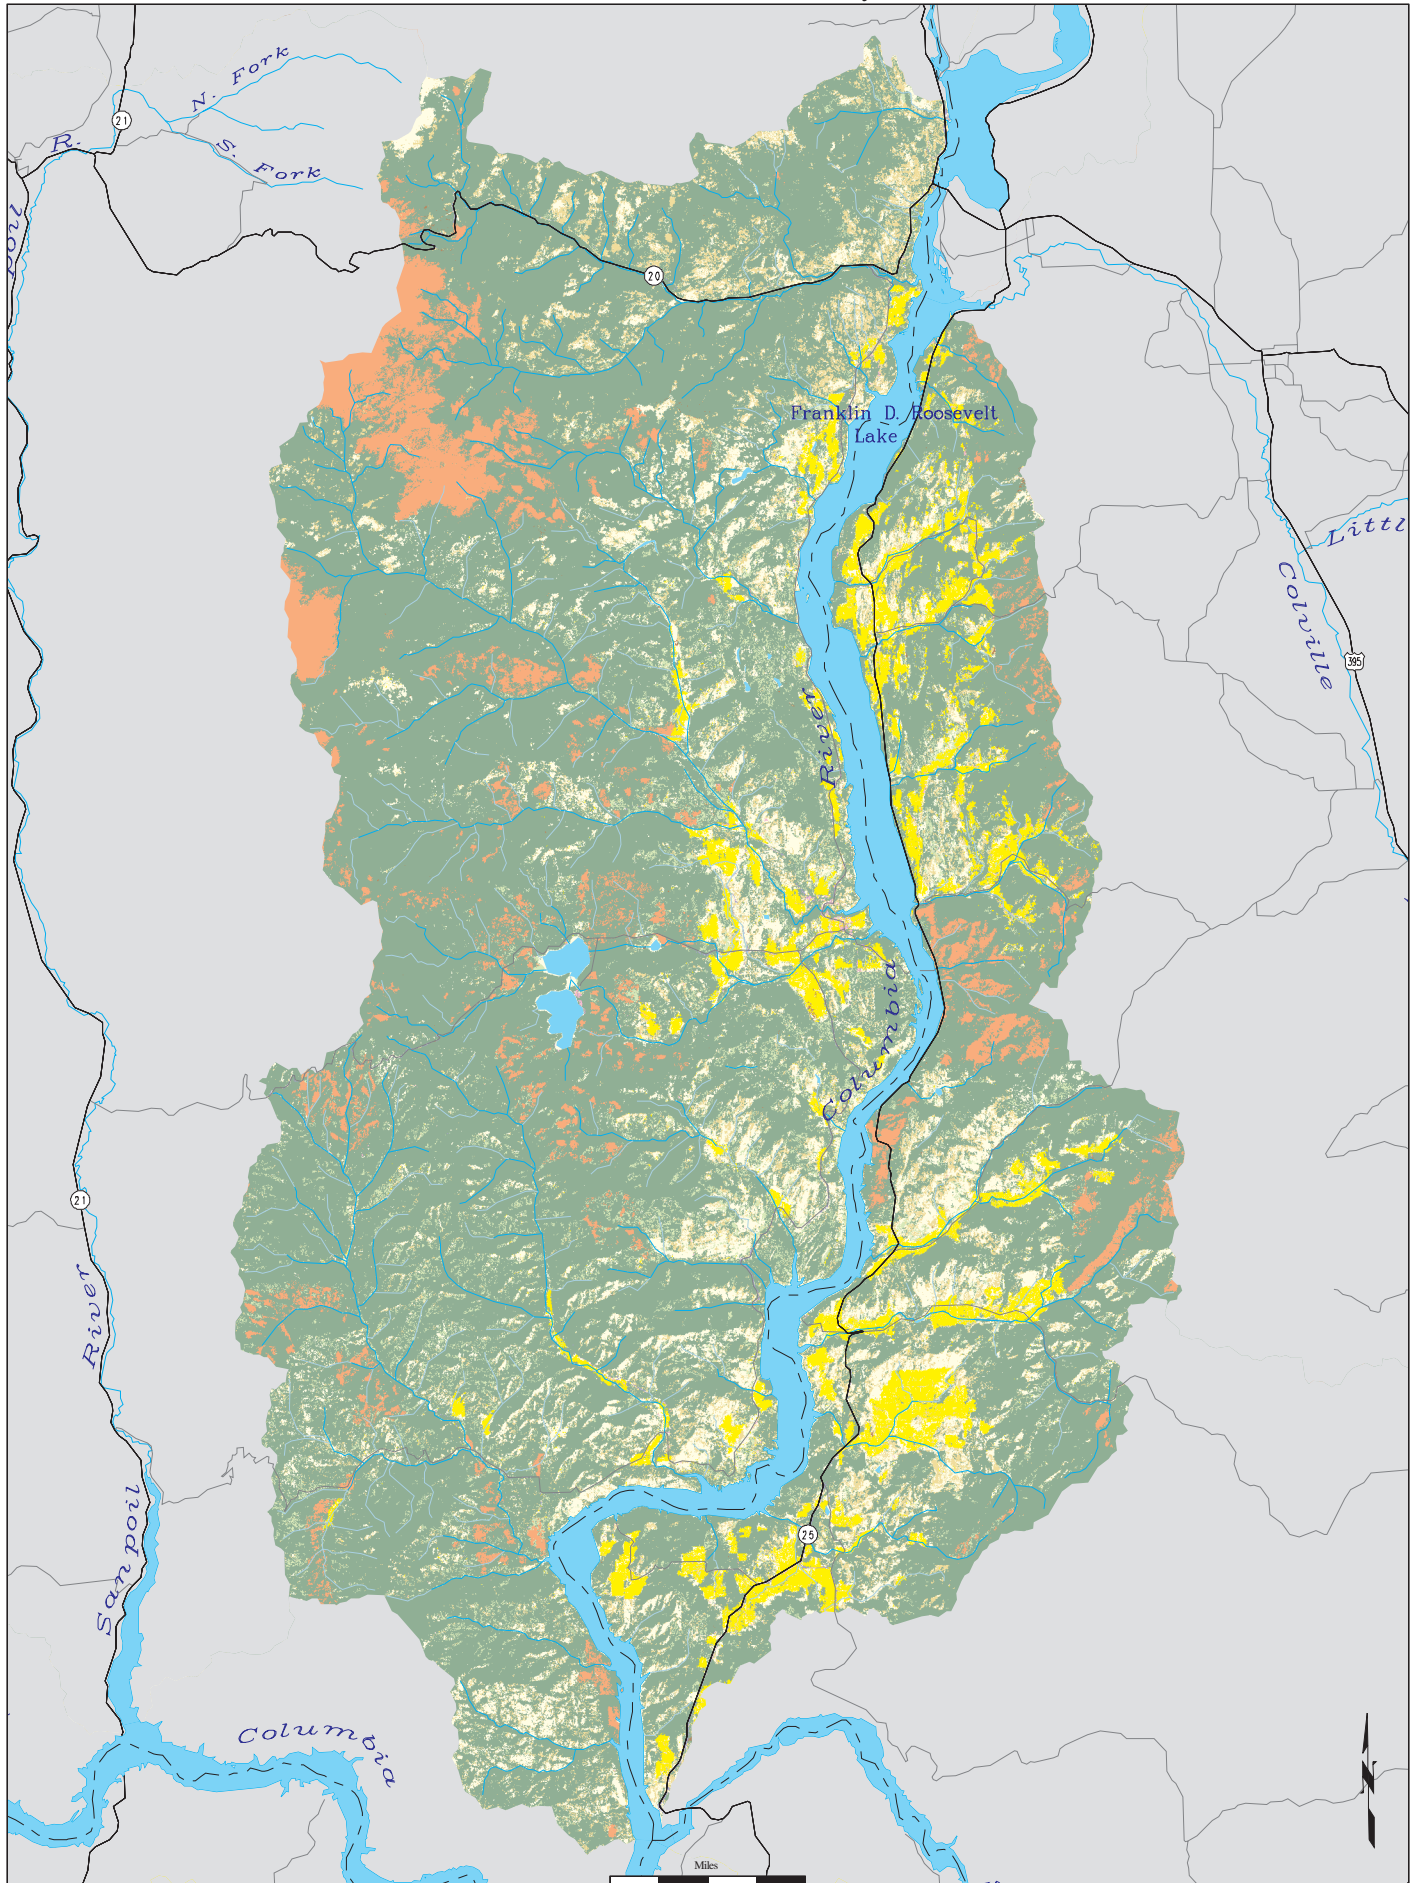 N. Fork
21
R.
S. Fork
20
Franklin D. Roosevelt
Lake
Littl
Colville
395
River
Columbia
21
River
Sanpoil
25
Columbia
Miles
N